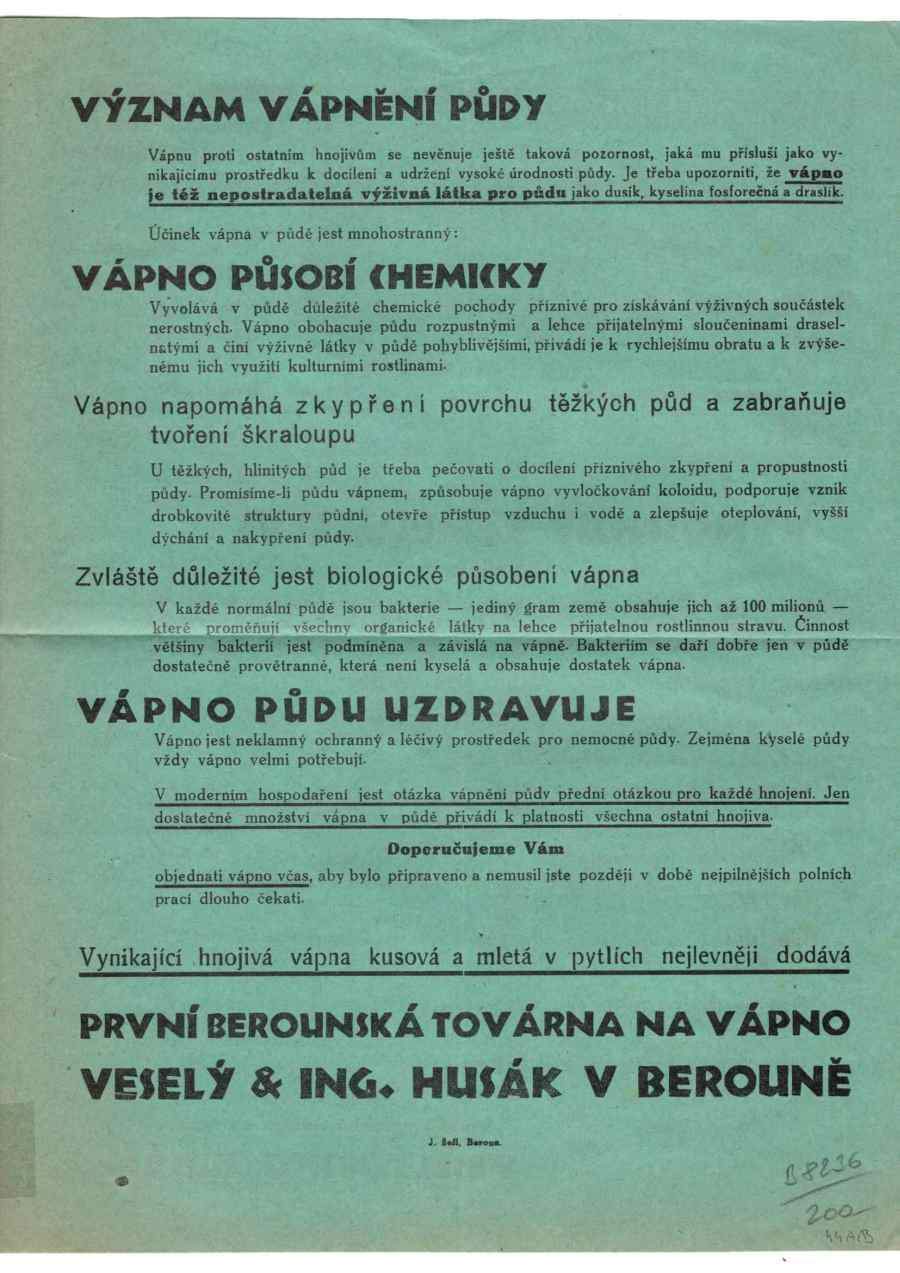 VÝZNAM VÁPNĚNÍ PŮDY
Vápnu proti ostatním hnojivům se nevěnuje ještě taková pozornost, jaká mu přísluší jako vy-
nikajícímu prostředku k docílení a udržení vysoké úrodnosti půdy. Je třeba upozorniti, že vápno
je též nepostradatelná výživná látka pro půdu jako dusík, kyselina fosforečná a draslík.
Účinek vápna v půdě jest mnohostranný:
VÁPNO PŮSOBÍ CHEMICKY
Vyvolává v půdě důležité chemické pochody příznivé pro získávání výživných součástek
nerostných. Vápno obohacuje půdu rozpustnými a lehce přijatelnými sloučeninami drasel-
natými a činí výživné látky v půdě pohyblivějšími, přivádí je k rychlejšímu obratu a k zvýše-
nému jich využití kulturními rostlinami.
Vápno napomáhá zkypření povrchu těžkých půd a zabraňuje
tvoření škraloupu
U těžkých, hlinitých půd je třeba pečovati o docílení příznivého zkypření a propustnosti
půdy. Promísíme-li půdu vápnem, způsobuje vápno vyvločkování koloidu, podporuje vznik
drobkovité struktury půdní, otevře přístup vzduchu i vodě a zlepšuje oteplování, vyšší
dýchání a nakypření půdy.
Zvláště důležité jest biologické působení vápna
V každé normální půdě jsou bakterie — jediný gram země obsahuje jich až 100 milionů —
které proměňují všechny organické látky na lehce přijatelnou rostlinnou stravu. Činnost
většiny bakterií jest podmíněna a závislá na vápně. Bakteriím se daří dobře jen v půdě
dostatečně provětranné, která není kyselá a obsahuje dostatek vápna.
VÁPNO PŮDU UZDRAVUJE
Vápno jest neklamný ochranný a léčivý prostředek pro nemocné půdy. Zejména kyselé půdy
vždy vápno velmi potřebují.
V moderním hospodaření jest otázka vápnění půdy přední otázkou pro každé hnojení. Jen
dostatečné množství vápna v půdě přivádí k platnosti všechna ostatní hnojiva.
Doporučujeme Vám
objednati vápno včas, aby bylo připraveno a nemusil jste později v době nejpilnějších polních
prací dlouho čekati.
Vynikající hnojivá vápna kusová a mletá v pytlích nejlevněji dodává
PRVNÍ BEROUNSKÁ TOVÁRNA NA VÁPNO
VESELÝ & ING. HUSÁK V BEROUNĚ
J. Šefl, Beroun.
B8236
200
44A/B